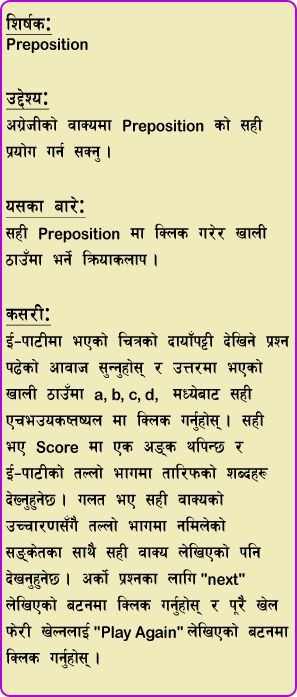 शिर्षक:
Preposition
उद्देश्य:
अग्रेजीको वाक्यमा Preposition को सही
प्रयोग गर्न सक्नु ।
यसका बारे:
सही Preposition मा क्लिक गरेर खाली
ठाउँमा भर्ने क्रियाकलाप ।
कसरी:
ई-पाटीमा भएको चित्रको दायाँपट्टी देखिने प्रश्न
पढेको आवाज सुन्नुहोस् र उत्तरमा भएको
खाली ठाउँमा a, b, c, d, मध्येबाट सही
एचभउयकष्तष्यल मा क्लिक गर्नुहोस् । सही
भए Score मा एक अङ्क थपिन्छ र
ई-पाटीको तल्लो भागमा तारिफको शब्दहरू
देख्नुहुनेछ । गलत भए सही वाक्यको
उच्चारणसँगै तल्लो भागमा नमिलेको
सङ्केतका साथै सही वाक्य लेखिएको पनि
देखनुहुनेछ । अर्को प्रश्नका लागि "next"
लेखिएको बटनमा क्लिक गर्नुहोस् र पूरै खेल
फेरी खेल्नलाई "Play Again" लेखिएको बटनमा
क्लिक गर्नुहोस् ।